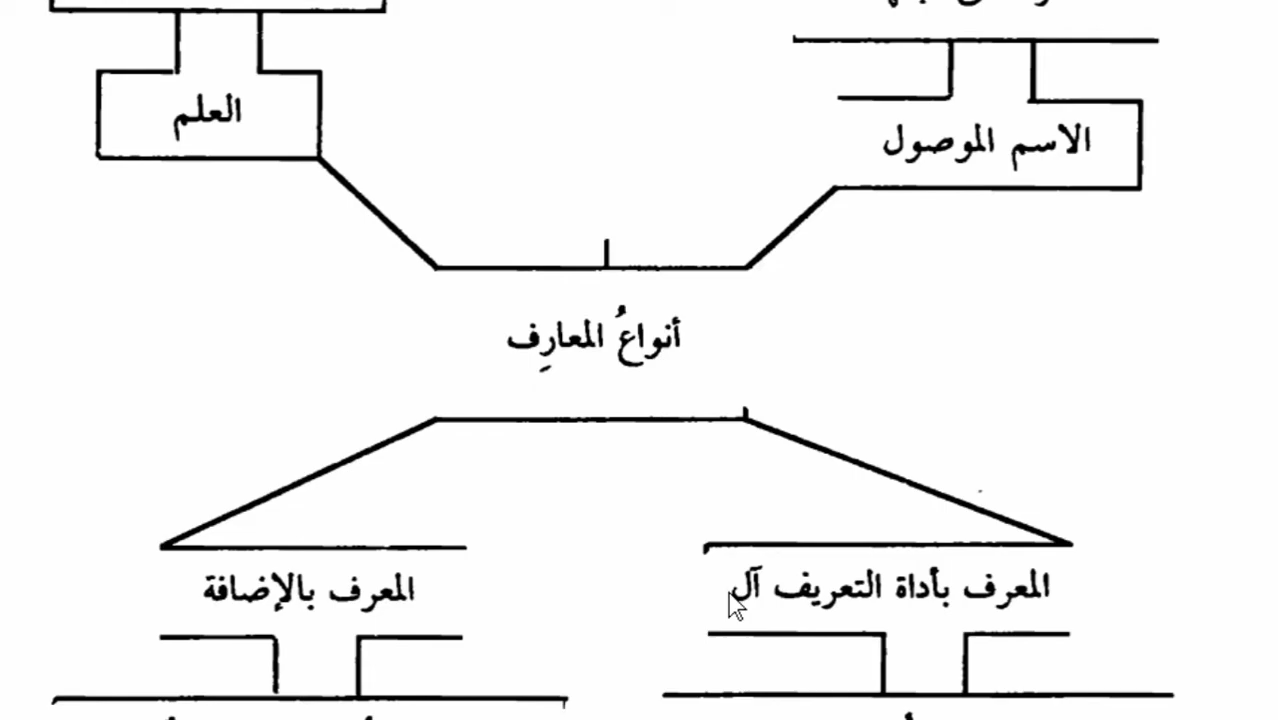 العلم
الاسم الموصول
أنواعُ المعارِف
المعرف بأداة التعريف آل
المعرف بالإضافة